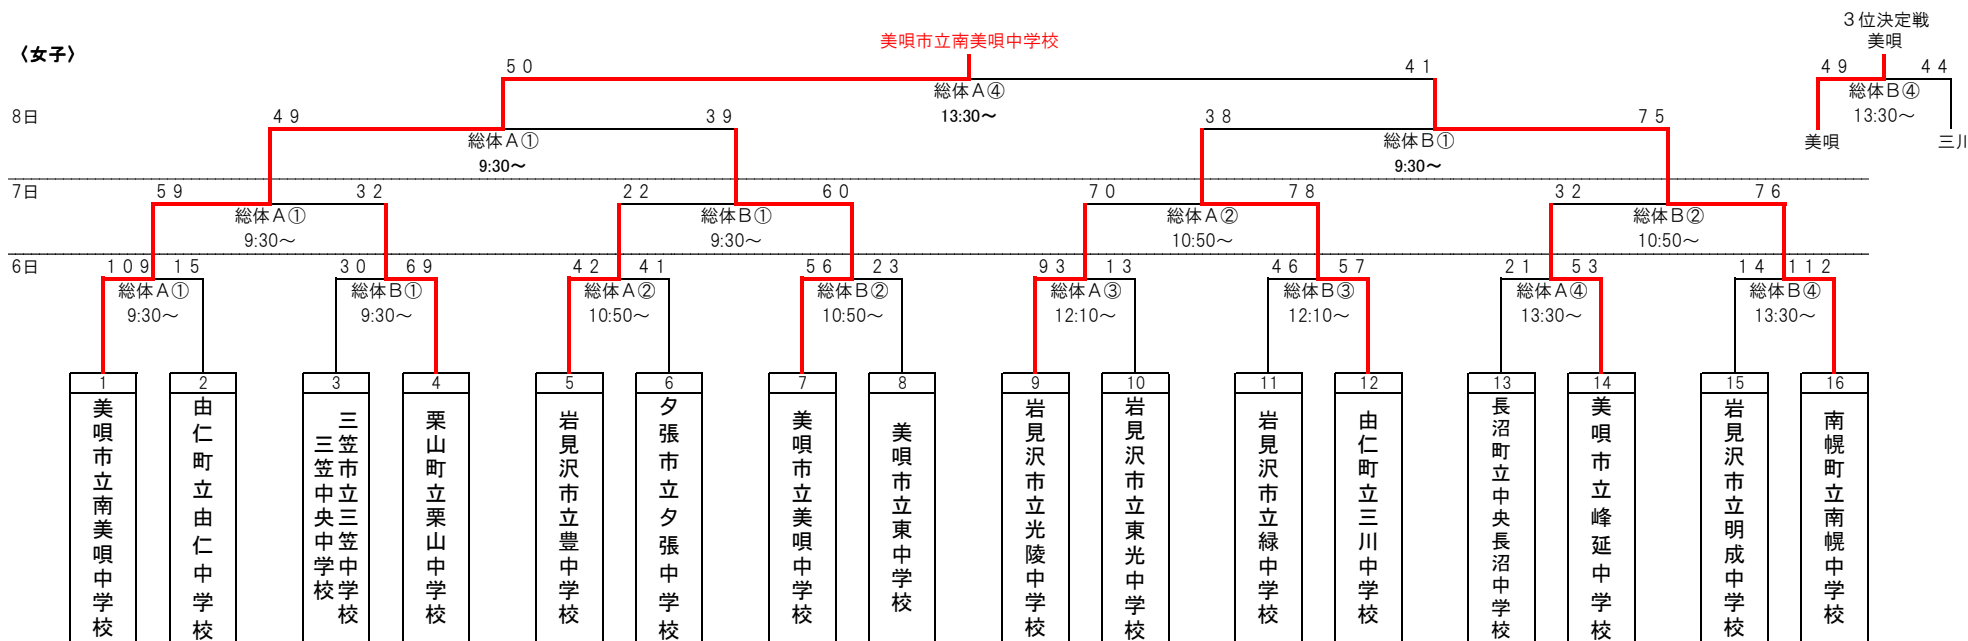 〈女子〉
美唄市立南美唄中学校
３位決定戦
美唄
50 41
総体A④
13:30～
49 44
総体B④
13:30～
美唄 三川
8日
49 39
総体A①
9:30～
38 75
総体B①
9:30～
7日
59 32
総体A①
9:30～
22 60
総体B①
9:30～
70 78
総体A②
10:50～
32 76
総体B②
10:50～
6日
109 15
総体A①
9:30～
30 69
総体B①
9:30～
42 41
総体A②
10:50～
56 23
総体B②
10:50～
93 13
総体A③
12:10～
46 57
総体B③
12:10～
21 53
総体A④
13:30～
14 112
総体B④
13:30～
1
美唄市立南美唄中学校
2
由仁町立由仁中学校
3
三笠市立三笠中学校
三笠中央中学校
4
栗山町立栗山中学校
5
岩見沢市立豊中学校
6
夕張市立夕張中学校
7
美唄市立美唄中学校
8
美唄市立東中学校
9
岩見沢市立光陵中学校
10
岩見沢市立東光中学校
11
岩見沢市立緑中学校
12
由仁町立三川中学校
13
長沼町立中央長沼中学校
14
美唄市立峰延中学校
15
岩見沢市立明成中学校
16
南幌町立南幌中学校